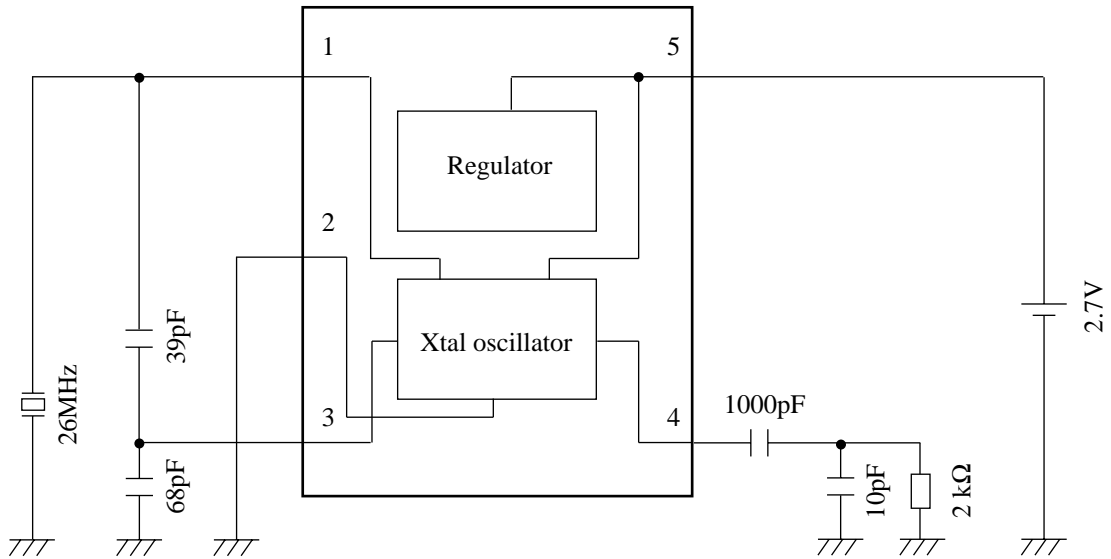 1
5
Regulator
2
Xtal oscillator
3
4
39pF
68pF
26MHz
1000pF
10pF
2 kΩ
2.7V